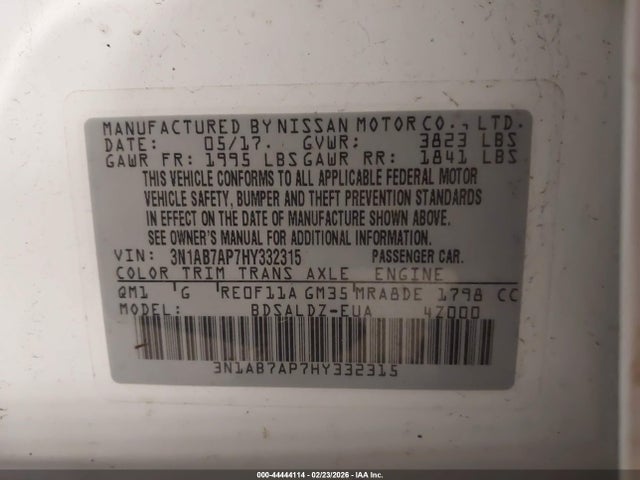 MANUFACTURED BY NISSAN MOTOR CO., LTD.
DATE: 05/17. GVWR: 3823 LBS
GAWR FR: 1995 LBS GAWR RR: 1841 LBS
THIS VEHICLE CONFORMS TO ALL APPLICABLE FEDERAL MOTOR
VEHICLE SAFETY, BUMPER AND THEFT PREVENTION STANDARDS
IN EFFECT ON THE DATE OF MANUFACTURE SHOWN ABOVE.
SEE OWNER'S MANUAL FOR ADDITIONAL INFORMATION.
VIN: 3N1AB7AP7HY332315 PASSENGER CAR.
COLOR TRIM TRANS AXLE ENGINE
QM1 G RE0F11A GM35 MRA8DE 1798 CC
MODEL: BDSALDZ-EUA 4Z000
3N1AB7AP7HY332315
000-44444114 - 02/23/2026 - IAA Inc.